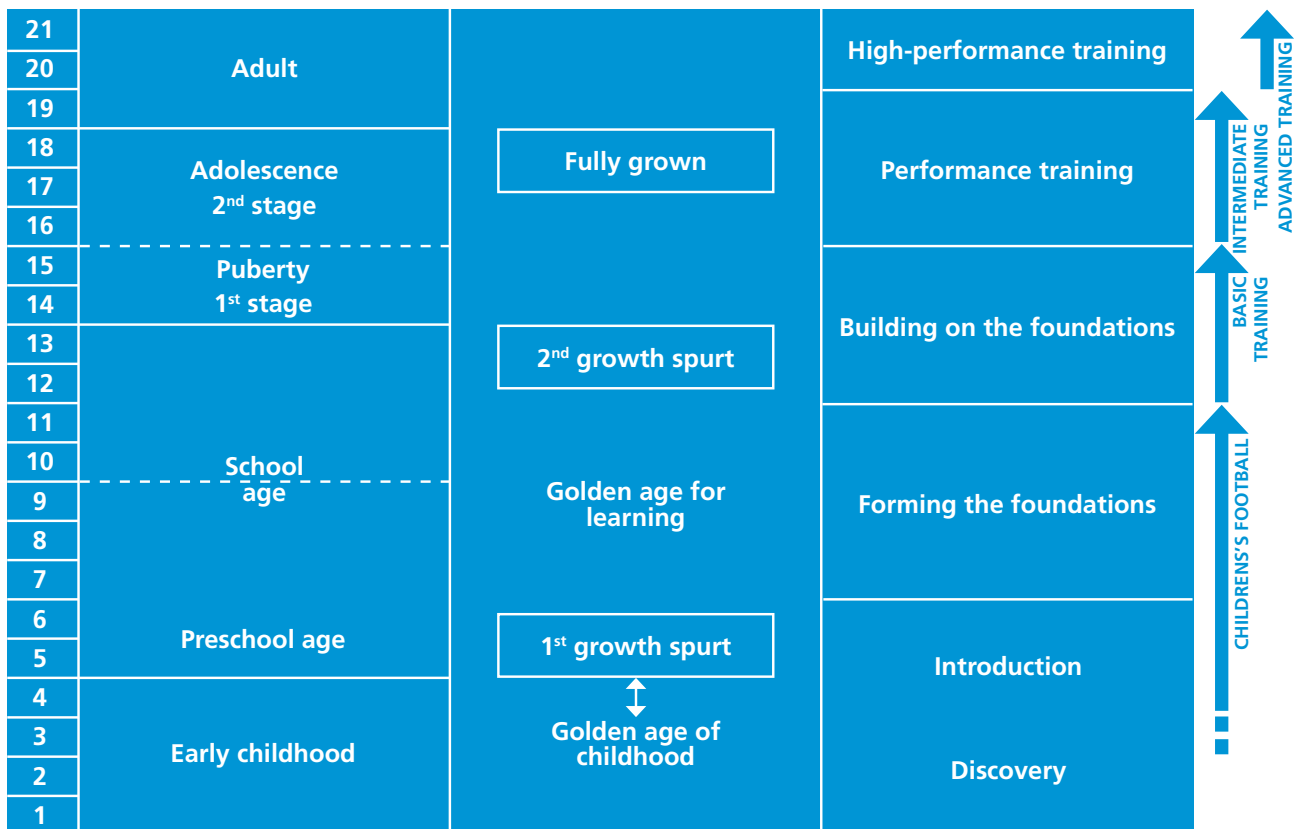 21
20
19
18
17
16
15
14
13
12
11
10
9
8
7
6
5
4
3
2
1
Adult
Adolescence
2nd stage
Puberty
1st stage
School
age
Preschool age
Early childhood
Fully grown
2nd growth spurt
Golden age for
learning
1st growth spurt
Golden age of
childhood
High-performance training
Performance training
Building on the foundations
Forming the foundations
Introduction
Discovery
ADVANCED TRAINING
INTERMEDIATE
TRAINING
BASIC
TRAINING
CHILDRENS'S FOOTBALL